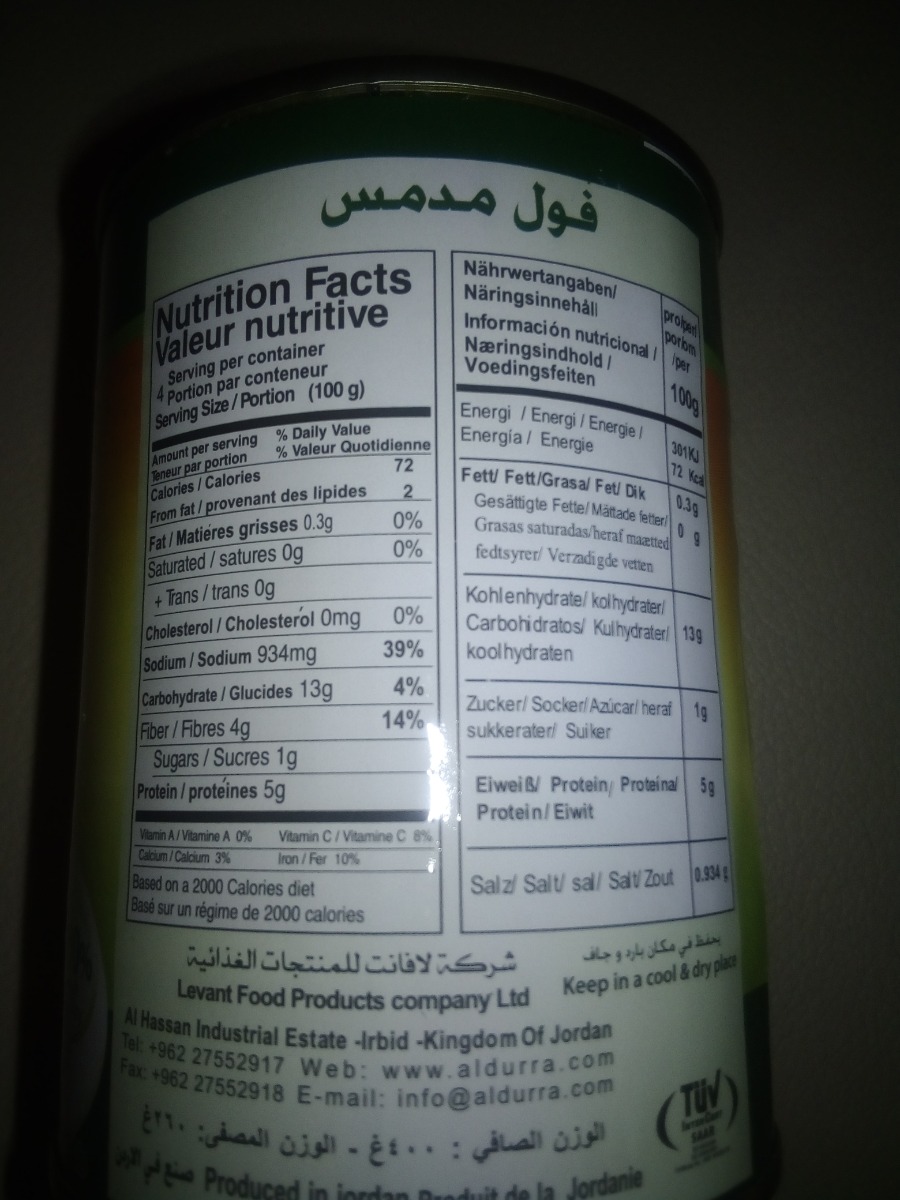 فول مدمس
Nutrition Facts
Valeur nutritive
4 Serving per container
Portion par conteneur
Serving Size / Portion (100 g)
Amount per serving % Daily Value
Teneur par portion % Valeur Quotidienne
Calories / Calories 72
From fat / provenant des lipides 2
Fat / Matiéres grisses 0.3g 0%
Saturated / satures 0g 0%
+ Trans / trans 0g
Cholesterol / Cholesteról 0mg 0%
Sodium / Sodium 934mg 39%
Carbohydrate / Glucides 13g 4%
Fiber / Fibres 4g 14%
Sugars / Sucres 1g
Protein / protéines 5g
Vitamin A / Vitamine A 0% Vitamin C / Vitamine C 8%
Calcium / Calcium 3% Iron / Fer 10%
Based on a 2000 Calories diet
Basé sur un régime de 2000 calories
Nährwertangaben/
Näringsinnehåll
Información nutricional /
Næringsindhold /
Voedingsfeiten
pro/per/
por/om
/per
100g
Energi / Energi / Energie / 301 KJ
Energía / Energie 72 Kcal
Fett/ Fett/Grasa/ Fet/ Dik 0.3g
Gesättigte Fette/ Mättade fetter/ 0 g
Grasas saturadas/heraf maætted
fedtsyrer/ Verzadigde vetten
Kohlenhydrate/ kolhydrater/
Carbohidratos/ Kulhydrater/ 13g
koolhydraten
Zucker/ Socker/Azúcar/ heraf 1g
sukkerater/ Suiker
Eiweiß/ Protein/ Proteína/ 5g
Protein/ Eiwit
Salz/ Salt/ sal/ Salt/ Zout 0.934 g
شركة لافانت للمنتجات الغذائية
Levant Food Products company Ltd
يحفظ في مكان بارد و جاف
Keep in a cool & dry place
Al Hassan Industrial Estate -Irbid -Kingdom Of Jordan
Tel: +962 27552917 Web: www.aldurra.com
Fax: +962 27552918 E-mail: info@aldurra.com
الوزن الصافي : ٤٠٠غ - الوزن المصفى: ٢٦٠غ
TÜV
SAAR
صنع في الأردن Produced in jordan Produit de la Jordanie